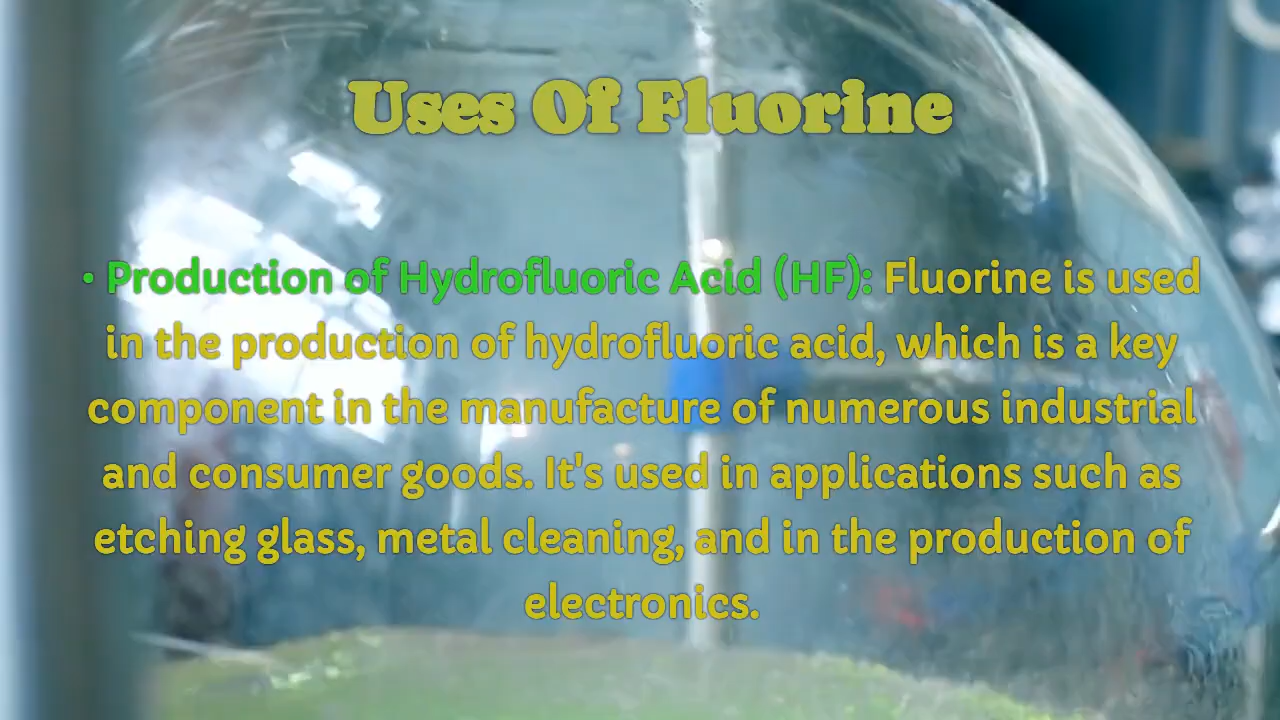 Uses Of Fluorine
• Production of Hydrofluoric Acid (HF): Fluorine is used
in the production of hydrofluoric acid, which is a key
component in the manufacture of numerous industrial
and consumer goods. It's used in applications such as
etching glass, metal cleaning, and in the production of
electronics.